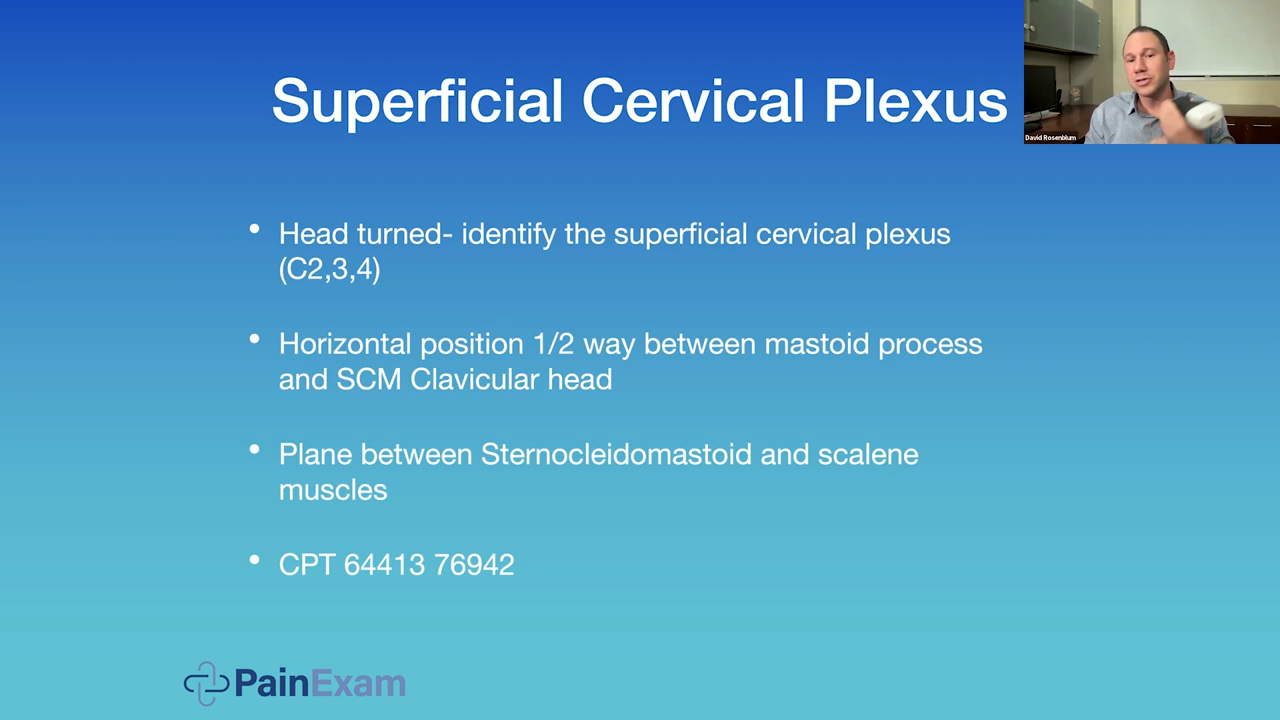 Superficial Cervical Plexus
David Rosenblum
• Head turned- identify the superficial cervical plexus
(C2,3,4)
• Horizontal position 1/2 way between mastoid process
and SCM Clavicular head
• Plane between Sternocleidomastoid and scalene
muscles
• CPT 64413 76942
PainExam